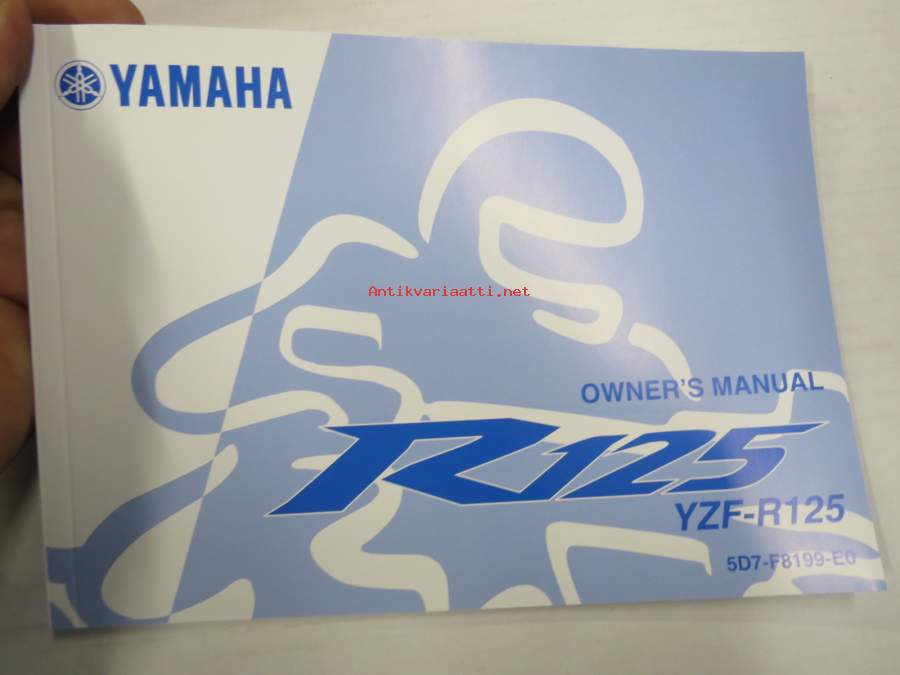 YAMAHA
Antikvariaatti.net
OWNER'S MANUAL
R125
YZF-R125
5D7-F8199-E0